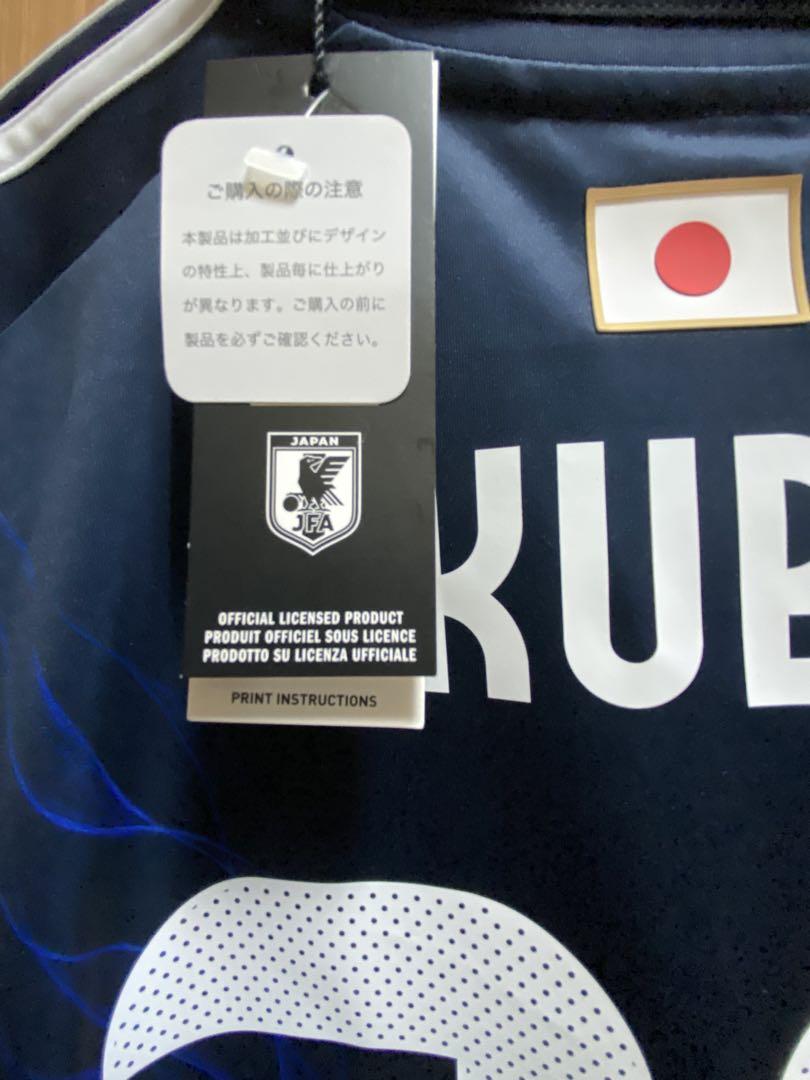 ご購入の際の注意
本製品は加工並びにデザイン
の特性上、製品毎に仕上がり
が異なります。ご購入の前に
製品を必ずご確認ください。
JAPAN
JFA
OFFICIAL LICENSED PRODUCT
PRODUIT OFFICIEL SOUS LICENCE
PRODOTTO SU LICENZA UFFICIALE
PRINT INSTRUCTIONS
KUB